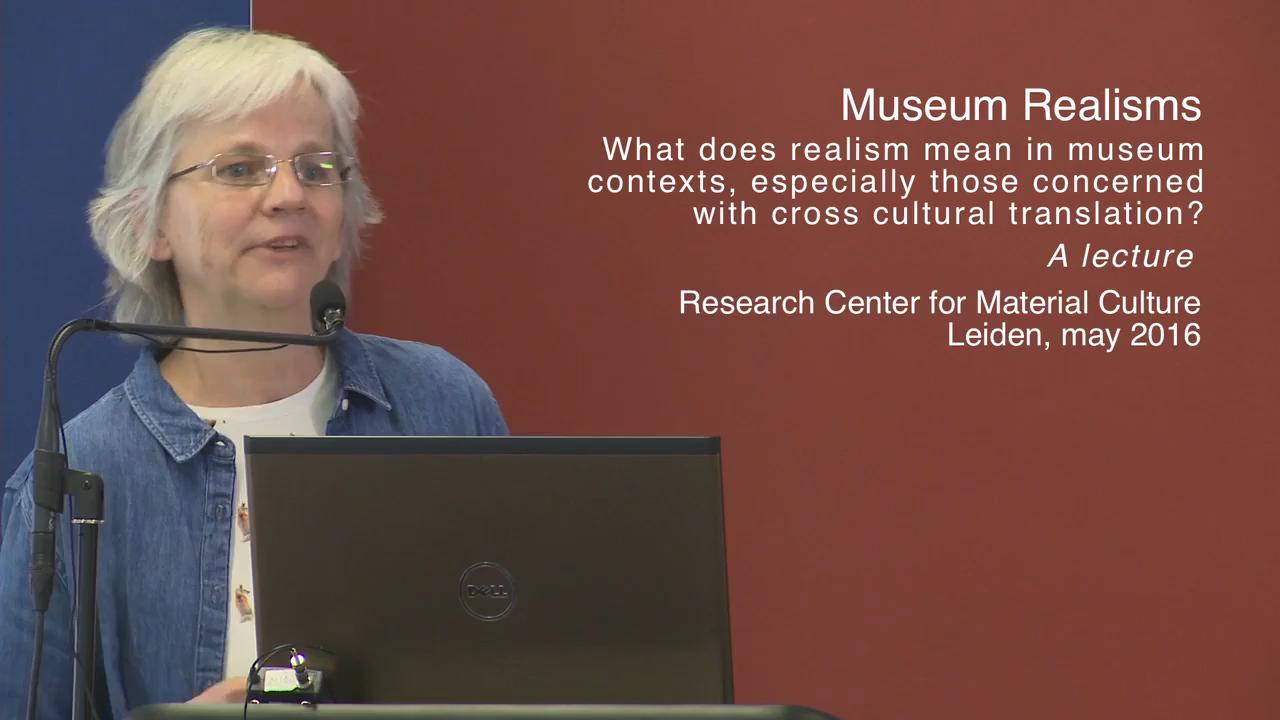 Museum Realisms
What does realism mean in museum
contexts, especially those concerned
with cross cultural translation?
A lecture
Research Center for Material Culture
Leiden, may 2016
DELL